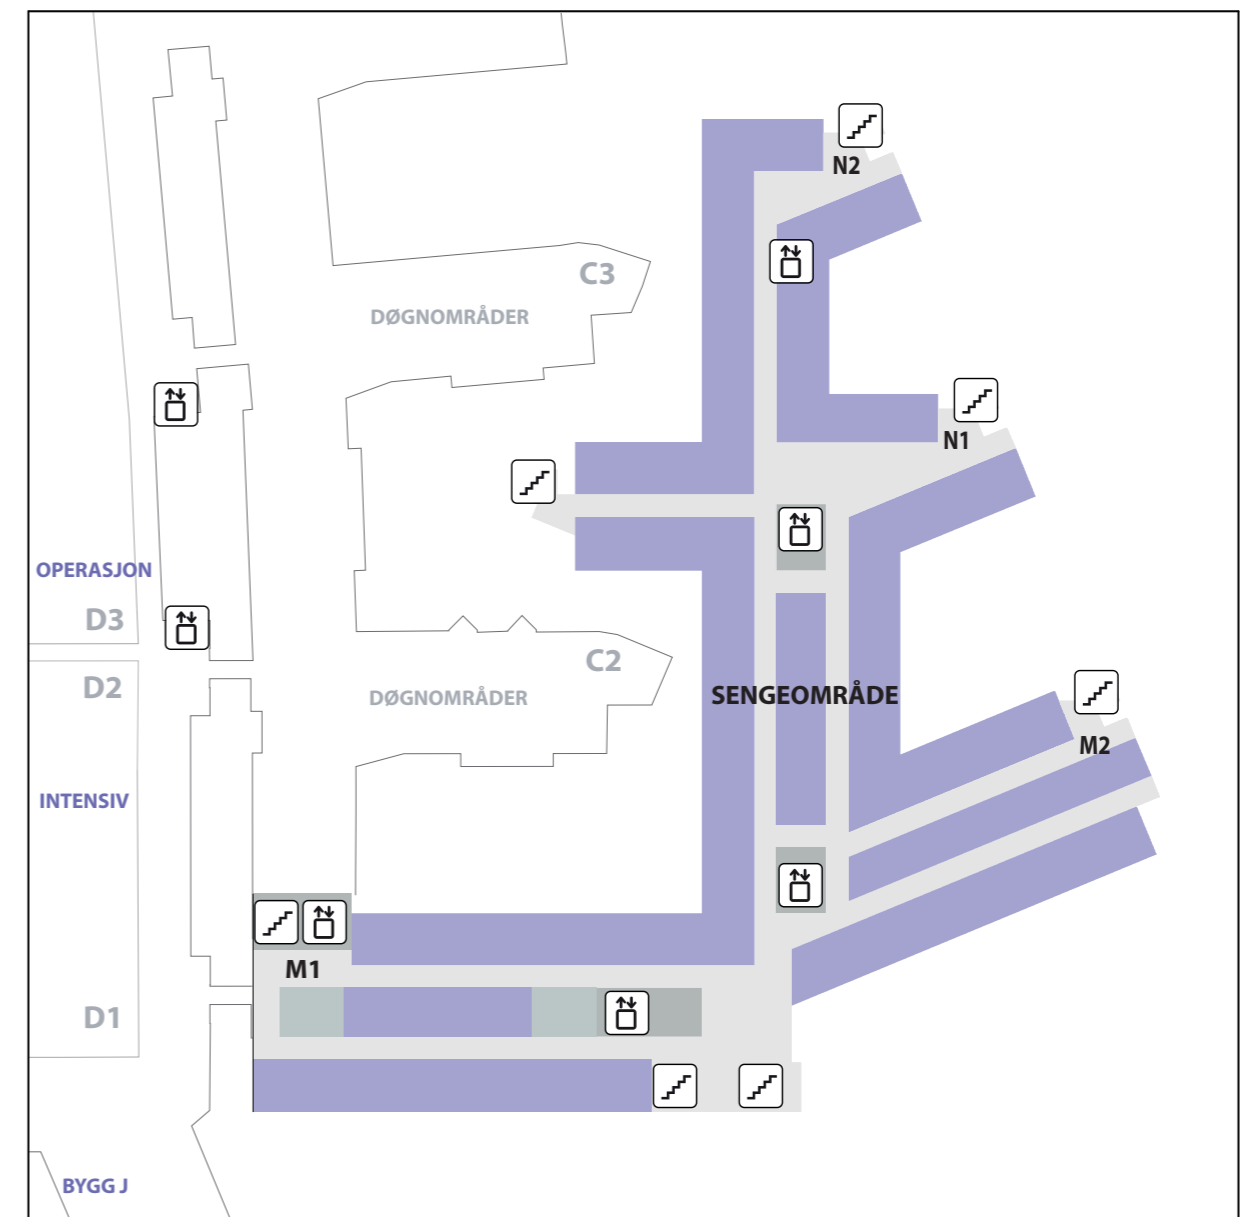 N2
C3
DØGNOMRÅDER
N1
OPERASJON
D3
C2
D2
DØGNOMRÅDER
SENGEOMRÅDE
M2
INTENSIV
M1
D1
BYGG J